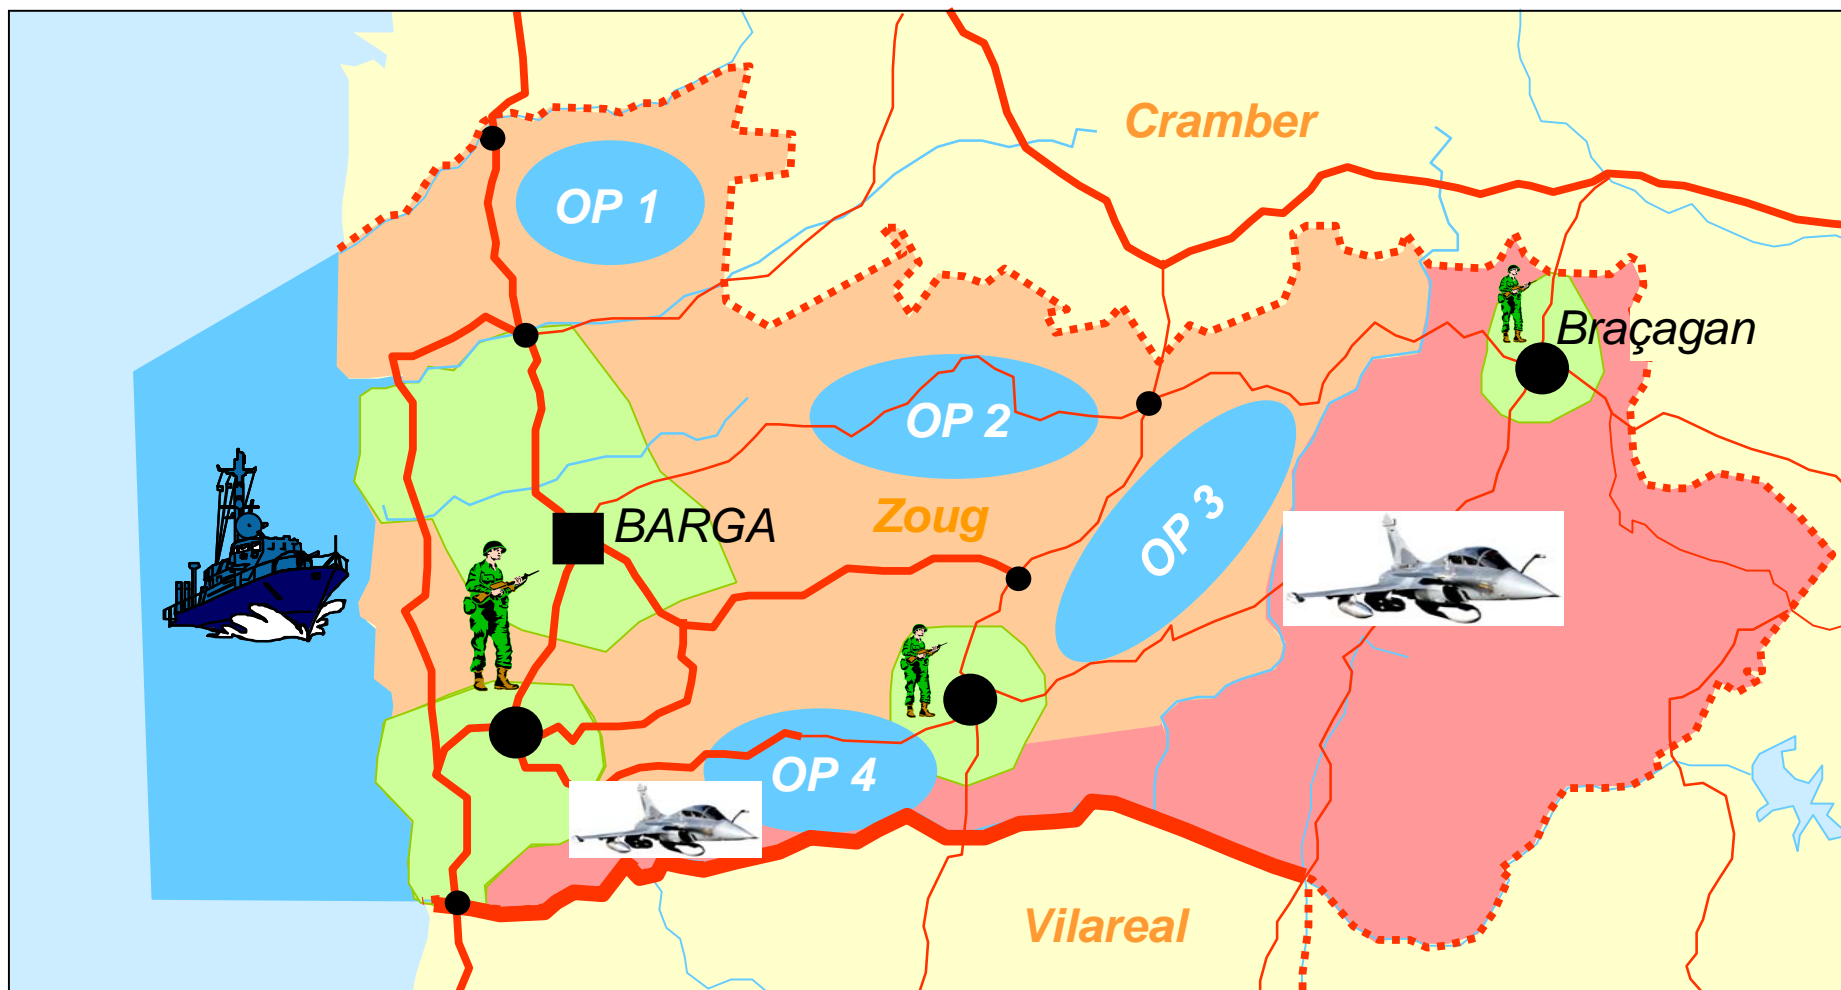 Cramber
OP 1
Braçagan
OP 2
Zoug
OP 3
BARGA
OP 4
Vilareal